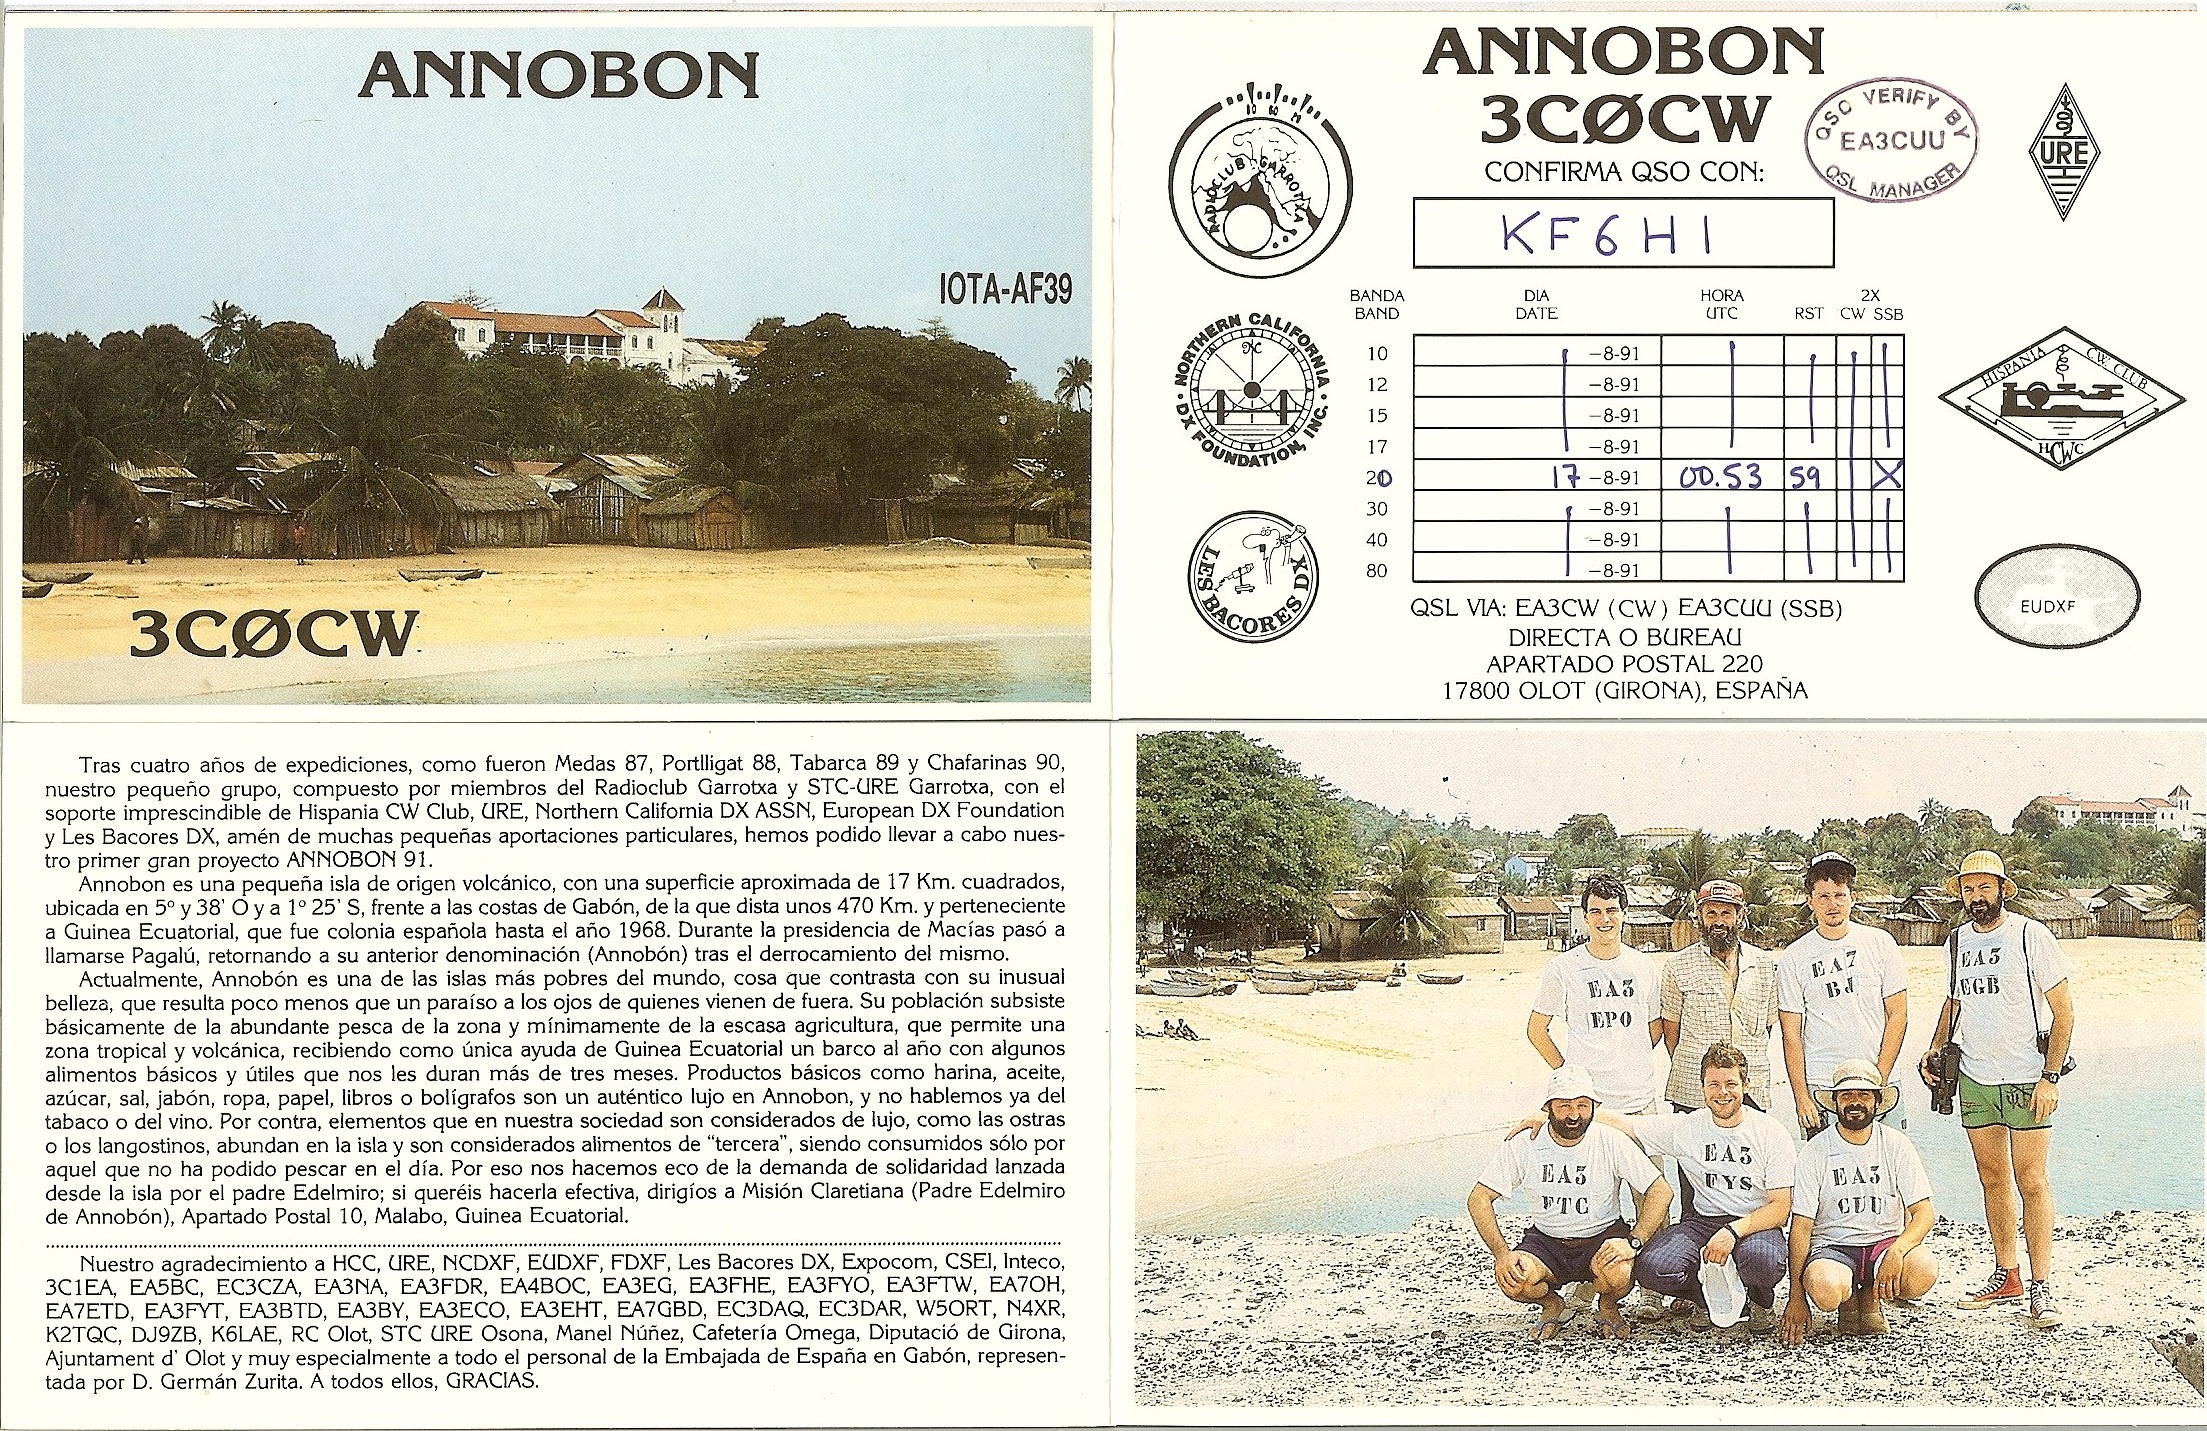 ANNOBON
IOTA-AF39
3CØCW
ANNOBON
3CØCW
CONFIRMA QSO CON:
QSO VERIFY BY
EA3CUU
QSL MANAGER
URE
RADIOCLUB GARROTXA
KF6HI
BANDA DIA HORA 2X
BAND DATE UTC RST CW SSB
10 -8-91
12 -8-91
15 -8-91
17 -8-91
20 17 -8-91 00.53 59 X
30 -8-91
40 -8-91
80 -8-91
NORTHERN CALIFORNIA
• DX FOUNDATION, INC. •
LES BACORES DX
HISPANIA CW CLUB
HCWC
EUDXF
QSL VIA: EA3CW (CW) EA3CUU (SSB)
DIRECTA O BUREAU
APARTADO POSTAL 220
17800 OLOT (GIRONA), ESPAÑA
Tras cuatro años de expediciones, como fueron Medas 87, Portlligat 88, Tabarca 89 y Chafarinas 90,
nuestro pequeño grupo, compuesto por miembros del Radioclub Garrotxa y STC-URE Garrotxa, con el
soporte imprescindible de Hispania CW Club, URE, Northern California DX ASSN, European DX Foundation
y Les Bacores DX, amén de muchas pequeñas aportaciones particulares, hemos podido llevar a cabo nues-
tro primer gran proyecto ANNOBON 91.
Annobon es una pequeña isla de origen volcánico, con una superficie aproximada de 17 Km. cuadrados,
ubicada en 5º y 38' O y a 1º 25' S, frente a las costas de Gabón, de la que dista unos 470 Km. y perteneciente
a Guinea Ecuatorial, que fue colonia española hasta el año 1968. Durante la presidencia de Macías pasó a
llamarse Pagalú, retornando a su anterior denominación (Annobón) tras el derrocamiento del mismo.
Actualmente, Annobón es una de las islas más pobres del mundo, cosa que contrasta con su inusual
belleza, que resulta poco menos que un paraíso a los ojos de quienes vienen de fuera. Su población subsiste
básicamente de la abundante pesca de la zona y mínimamente de la escasa agricultura, que permite una
zona tropical y volcánica, recibiendo como única ayuda de Guinea Ecuatorial un barco al año con algunos
alimentos básicos y útiles que nos les duran más de tres meses. Productos básicos como harina, aceite,
azúcar, sal, jabón, ropa, papel, libros o bolígrafos son un auténtico lujo en Annobon, y no hablemos ya del
tabaco o del vino. Por contra, elementos que en nuestra sociedad son considerados de lujo, como las ostras
o los langostinos, abundan en la isla y son considerados alimentos de "tercera", siendo consumidos sólo por
aquel que no ha podido pescar en el día. Por eso nos hacemos eco de la demanda de solidaridad lanzada
desde la isla por el padre Edelmiro; si queréis hacerla efectiva, dirigíos a Misión Claretiana (Padre Edelmiro
de Annobón), Apartado Postal 10, Malabo, Guinea Ecuatorial.
Nuestro agradecimiento a HCC, URE, NCDXF, EUDXF, FDXF, Les Bacores DX, Expocom, CSEI, Inteco,
3C1EA, EA5BC, EC3CZA, EA3NA, EA3FDR, EA4BOC, EA3EG, EA3FHE, EA3FYO, EA3FTW, EA7OH,
EA7ETD, EA3FYT, EA3BTD, EA3BY, EA3ECO, EA3EHT, EA7GBD, EC3DAQ, EC3DAR, W5ORT, N4XR,
K2TQC, DJ9ZB, K6LAE, RC Olot, STC URE Osona, Manel Núñez, Cafetería Omega, Diputació de Girona,
Ajuntament d' Olot y muy especialmente a todo el personal de la Embajada de España en Gabón, represen-
tada por D. Germán Zurita. A todos ellos, GRACIAS.
EA3
EPO
EA7
BJ
EA3
EGB
EA3
FTC
EA3
FYS
EA3
CUU